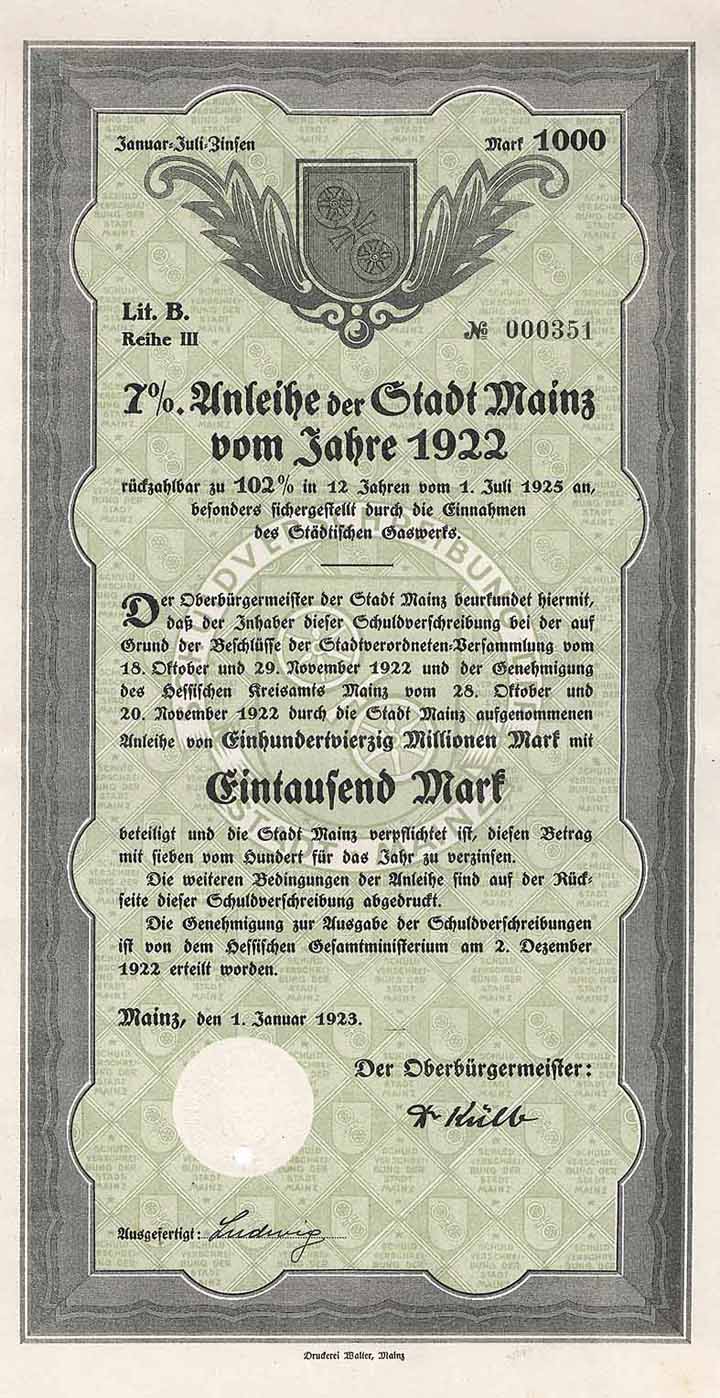 Januar-Juli-Zinsen
Mark 1000
Lit. B.
Reihe III
№ 000351
7%. Anleihe der Stadt Mainz
vom Jahre 1922
rückzahlbar zu 102% in 12 Jahren vom 1. Juli 1925 an,
besonders sichergestellt durch die Einnahmen
des Städtischen Gaswerks.
Der Oberbürgermeister der Stadt Mainz beurkundet hiermit,
daß der Inhaber dieser Schuldverschreibung bei der auf
Grund der Beschlüsse der Stadtverordneten-Versammlung vom
18. Oktober und 29. November 1922 und der Genehmigung
des Hessischen Kreisamts Mainz vom 28. Oktober und
20. November 1922 durch die Stadt Mainz aufgenommenen
Anleihe von Einhundertvierzig Millionen Mark mit
Eintausend Mark
beteiligt und die Stadt Mainz verpflichtet ist, diesen Betrag
mit sieben vom Hundert für das Jahr zu verzinsen.
Die weiteren Bedingungen der Anleihe sind auf der Rück-
seite dieser Schuldverschreibung abgedruckt.
Die Genehmigung zur Ausgabe der Schuldverschreibungen
ist von dem Hessischen Gesamtministerium am 2. Dezember
1922 erteilt worden.
Mainz, den 1. Januar 1923.
Der Oberbürgermeister:
Dr Külb
Ausgefertigt: Ludwig
Druckerei Walter, Mainz